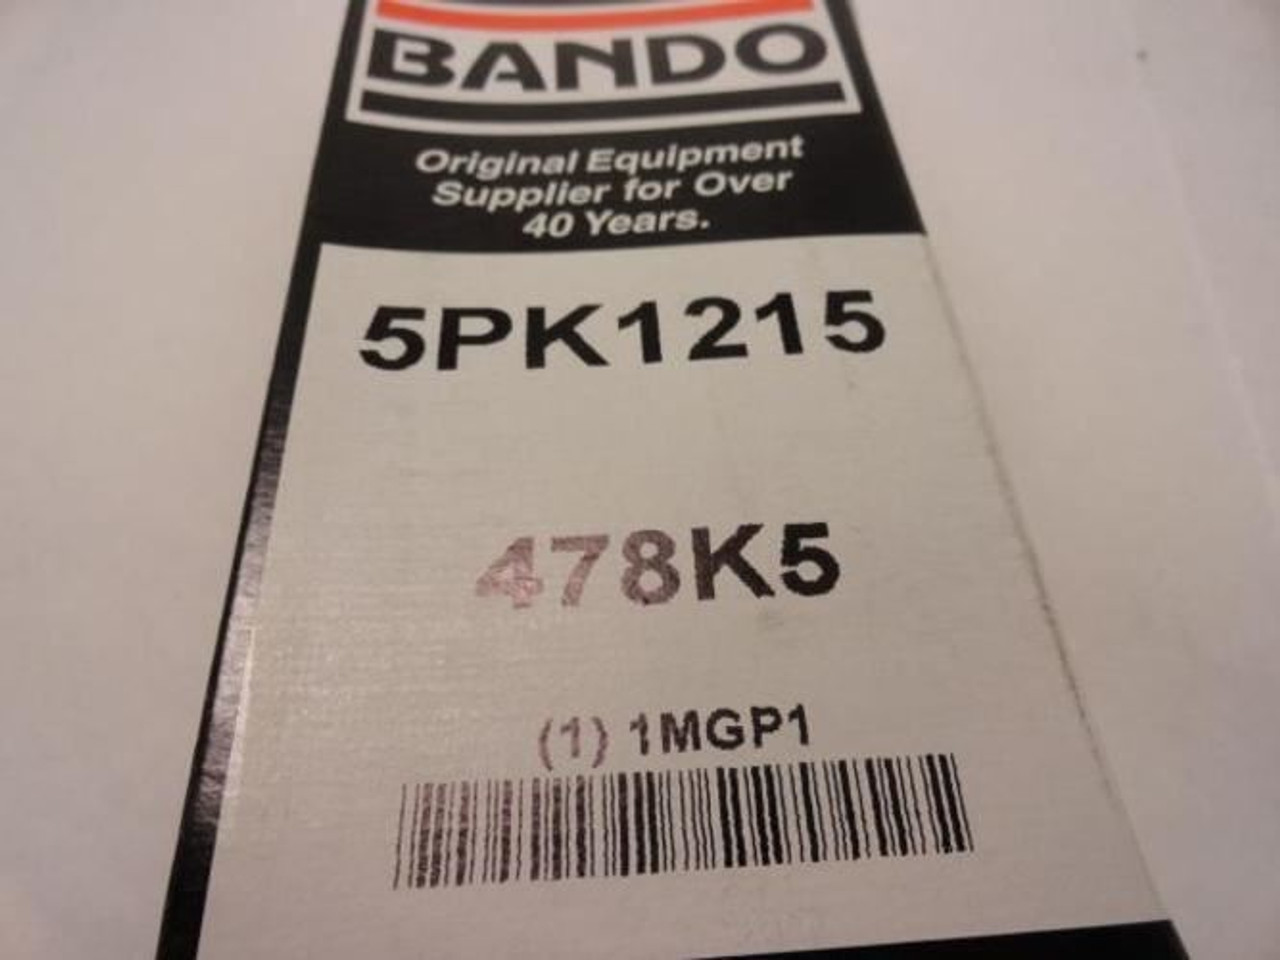 BANDO
Original Equipment
Supplier for Over
40 Years.
5PK1215
478K5
(1) 1MGP1